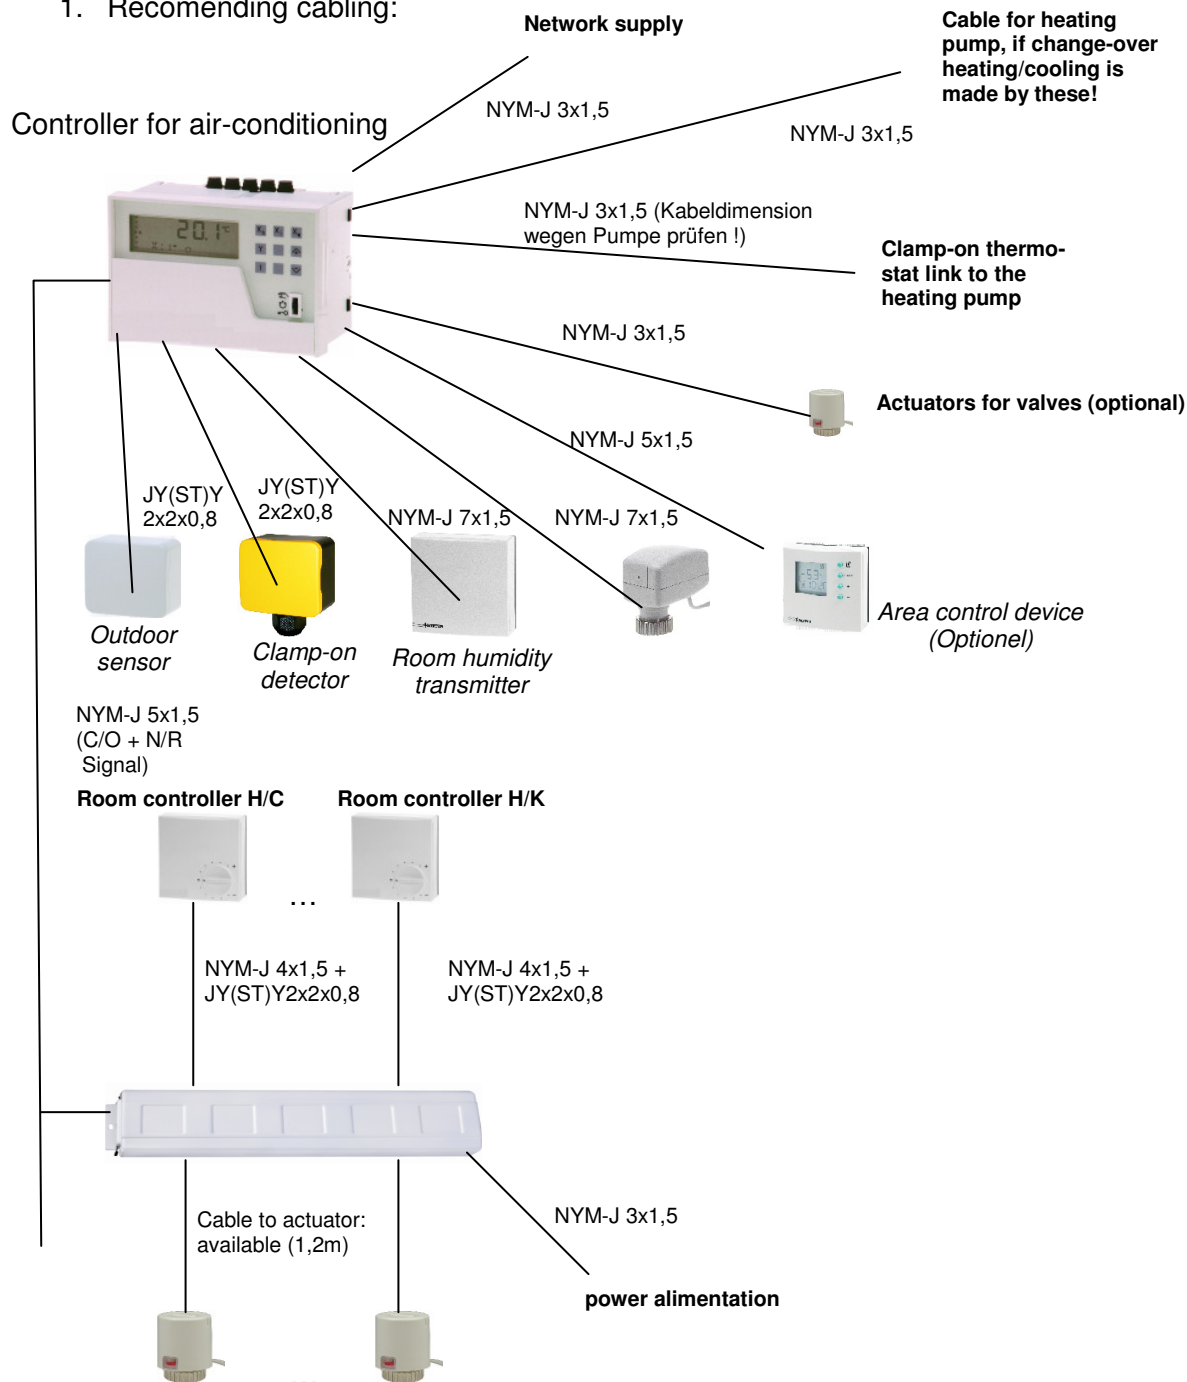 1. Recomending cabling:
Network supply
Cable for heating
pump, if change-over
heating/cooling is
made by these!
NYM-J 3x1,5
Controller for air-conditioning
NYM-J 3x1,5
20.1°C
NYM-J 3x1,5 (Kabeldimension
wegen Pumpe prüfen !)
Clamp-on thermo-
stat link to the
heating pump
NYM-J 3x1,5
Actuators for valves (optional)
NYM-J 5x1,5
JY(ST)Y
2x2x0,8
JY(ST)Y
2x2x0,8
NYM-J 7x1,5
NYM-J 7x1,5
Outdoor
sensor
Clamp-on
detector
Room humidity
transmitter
Area control device
(Optionel)
NYM-J 5x1,5
(C/O + N/R
Signal)
Room controller H/C
Room controller H/K
...
NYM-J 4x1,5 +
JY(ST)Y2x2x0,8
NYM-J 4x1,5 +
JY(ST)Y2x2x0,8
Cable to actuator:
available (1,2m)
NYM-J 3x1,5
power alimentation
...